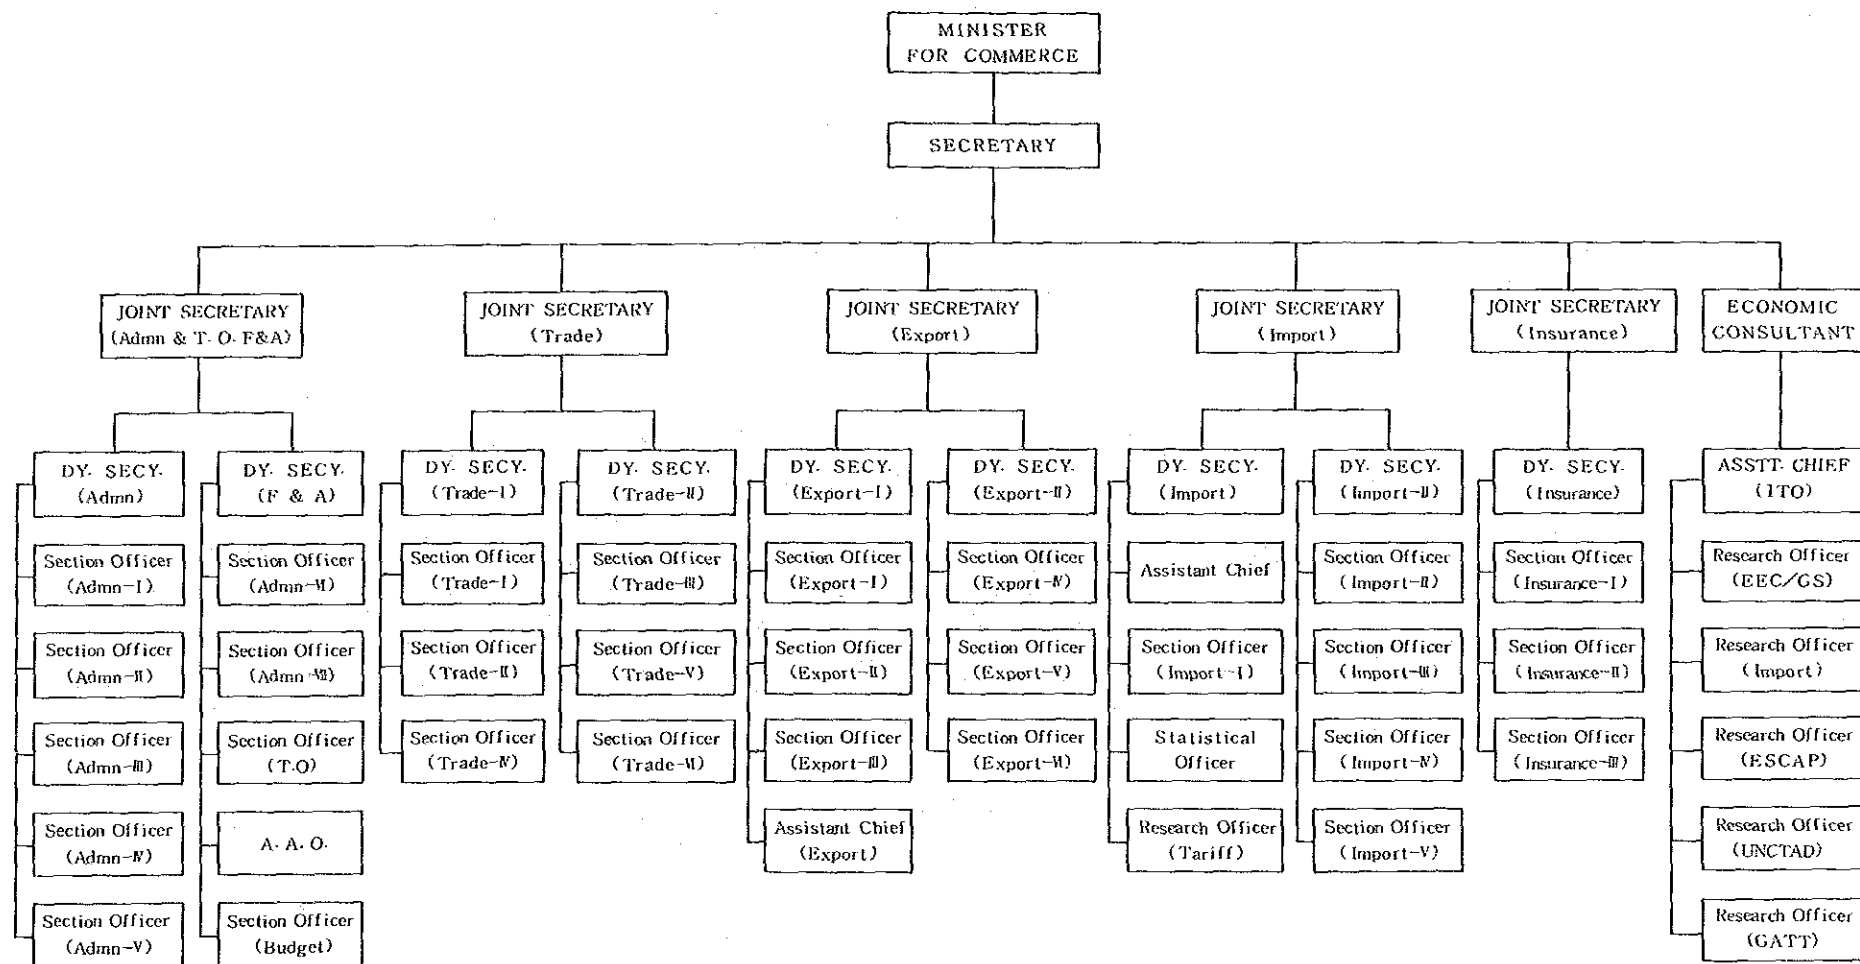 MINISTER
FOR COMMERCE
SECRETARY
JOINT SECRETARY
(Admn & T. O. F&A)
JOINT SECRETARY
(Trade)
JOINT SECRETARY
(Export)
JOINT SECRETARY
(Import)
JOINT SECRETARY
(Insurance)
ECONOMIC
CONSULTANT
DY. SECY.
(Admn)
Section Officer
(Admn-I)
Section Officer
(Admn-II)
Section Officer
(Admn-III)
Section Officer
(Admn-IV)
Section Officer
(Admn-V)
DY. SECY.
(F & A)
Section Officer
(Admn-VI)
Section Officer
(Admn-VII)
Section Officer
(T.O)
A. A. O.
Section Officer
(Budget)
DY. SECY.
(Trade-I)
Section Officer
(Trade-I)
Section Officer
(Trade-II)
Section Officer
(Trade-IV)
DY. SECY.
(Trade-II)
Section Officer
(Trade-III)
Section Officer
(Trade-V)
Section Officer
(Trade-VI)
DY. SECY.
(Export-I)
Section Officer
(Export-I)
Section Officer
(Export-II)
Section Officer
(Export-III)
Assistant Chief
(Export)
DY. SECY.
(Export-II)
Section Officer
(Export-IV)
Section Officer
(Export-V)
Section Officer
(Export-VI)
DY. SECY.
(Import)
Assistant Chief
Section Officer
(Import-I)
Statistical
Officer
Research Officer
(Tariff)
DY. SECY.
(Import-II)
Section Officer
(Import-II)
Section Officer
(Import-III)
Section Officer
(Import-IV)
Section Officer
(Import-V)
DY. SECY.
(Insurance)
Section Officer
(Insurance-I)
Section Officer
(Insurance-II)
Section Officer
(Insurance-III)
ASSTT. CHIEF
(ITO)
Research Officer
(EEC/GS)
Research Officer
(Import)
Research Officer
(ESCAP)
Research Officer
(UNCTAD)
Research Officer
(GATT)